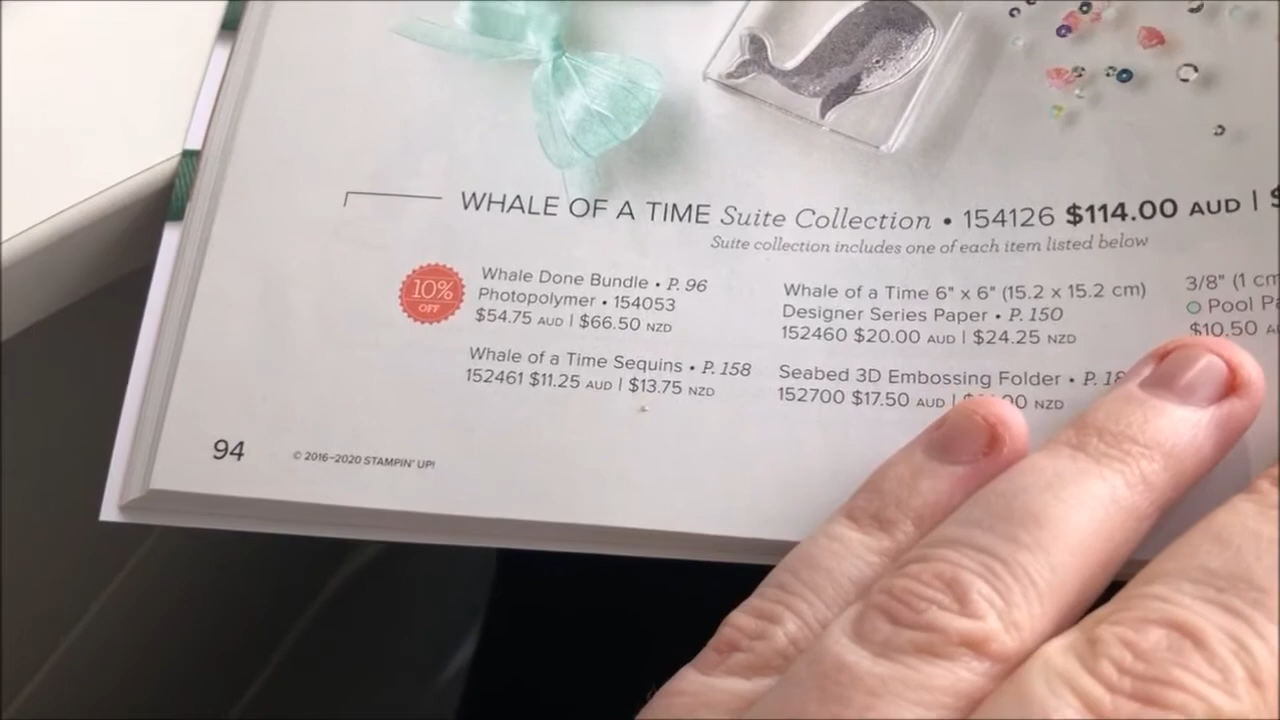 WHALE OF A TIME Suite Collection • 154126 $114.00 AUD |
Suite collection includes one of each item listed below
10%
OFF
Whale Done Bundle • P. 96
Photopolymer • 154053
$54.75 AUD | $66.50 NZD
Whale of a Time Sequins • P. 158
152461 $11.25 AUD | $13.75 NZD
Whale of a Time 6" x 6" (15.2 x 15.2 cm)
Designer Series Paper • P. 150
152460 $20.00 AUD | $24.25 NZD
Seabed 3D Embossing Folder •
152700 $17.50 AUD | NZD
3/8" (1 cm
Pool
$10.50
94
© 2016–2020 STAMPIN' UP!